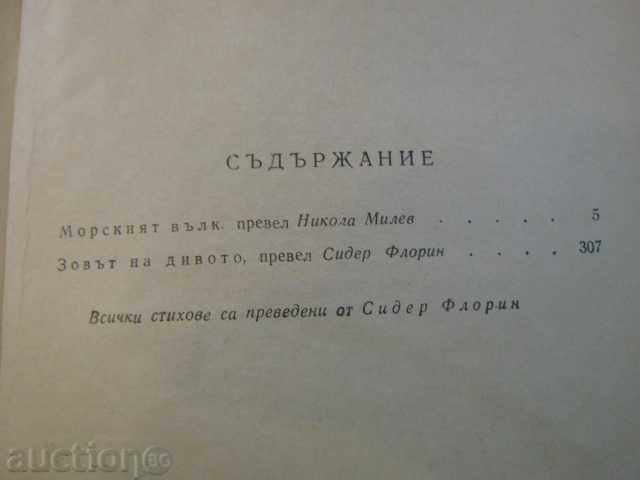 СЪДЪРЖАНИЕ
Морският вълк. превел Никола Милев . . . . . 5
Зовът на дивото, превел Сидер Флорин . . . . 307
Всички стихове са преведени от Сидер Флорин
auction.BG